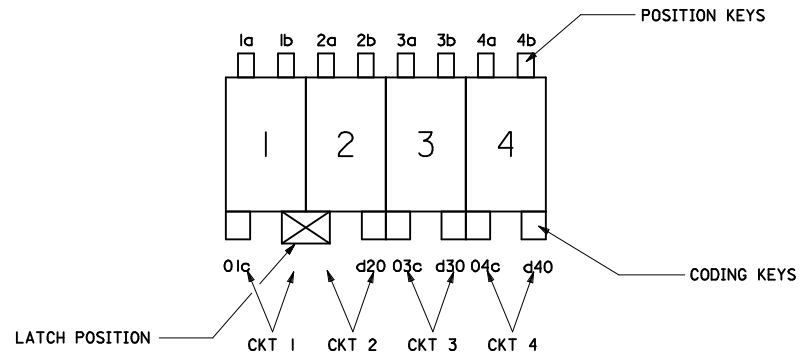 POSITION KEYS
1a 1b 2a 2b 3a 3b 4a 4b
1 2 3 4
01c d20 03c d30 04c d40
CODING KEYS
LATCH POSITION
CKT 1 CKT 2 CKT 3 CKT 4